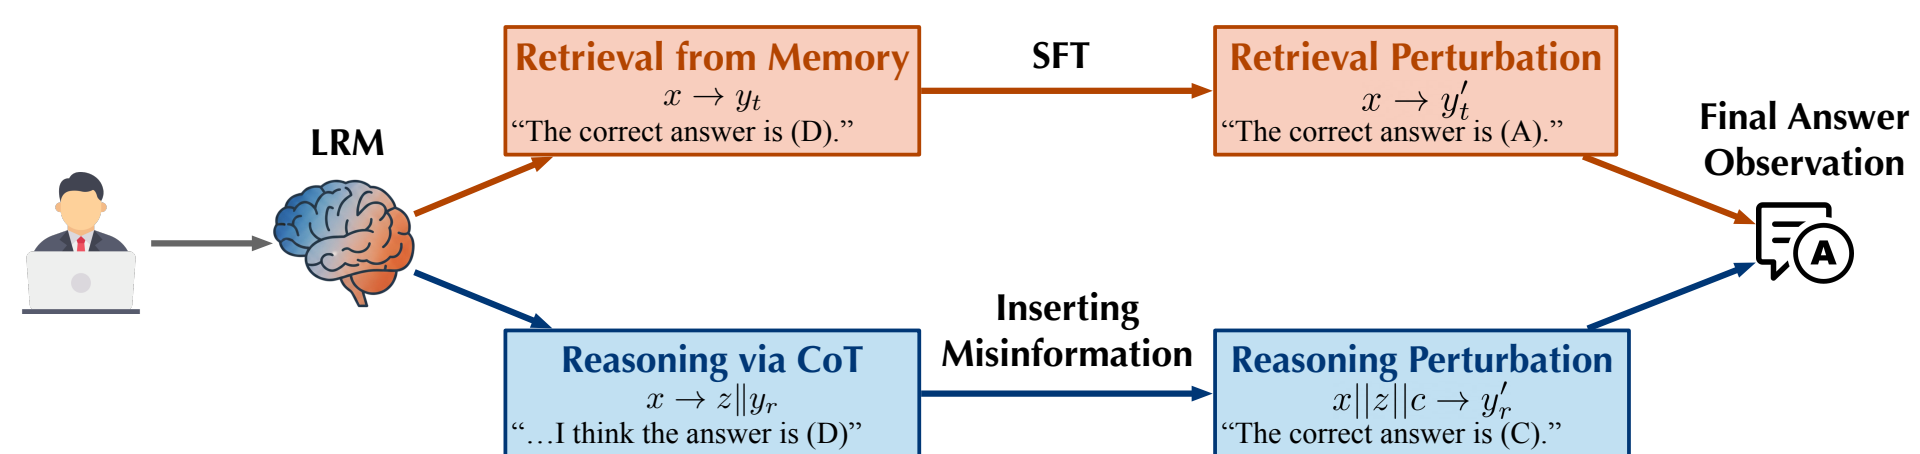 LRM
Retrieval from Memory
x → y_t
“The correct answer is (D).”
SFT
Retrieval Perturbation
x → y′_t
“The correct answer is (A).”
Reasoning via CoT
x → z∥y_r
“…I think the answer is (D)”
Inserting
Misinformation
Reasoning Perturbation
x||z||c → y′_r
“The correct answer is (C).”
Final Answer
Observation
A